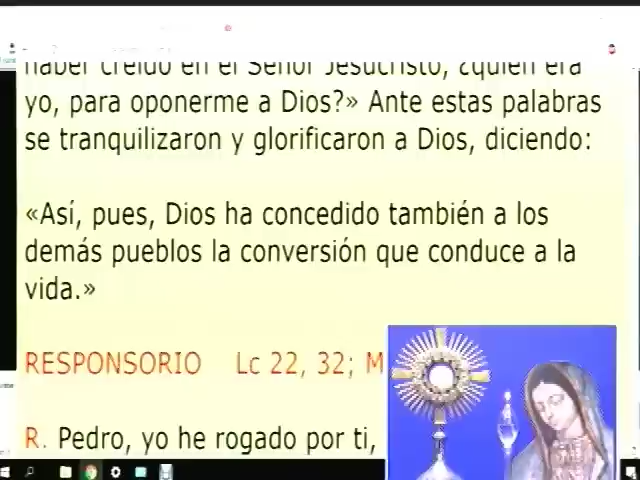 haber creído en el Señor Jesucristo, ¿quién era
yo, para oponerme a Dios?» Ante estas palabras
se tranquilizaron y glorificaron a Dios, diciendo:
«Así, pues, Dios ha concedido también a los
demás pueblos la conversión que conduce a la
vida.»
RESPONSORIO Lc 22, 32; M
R. Pedro, yo he rogado por ti,